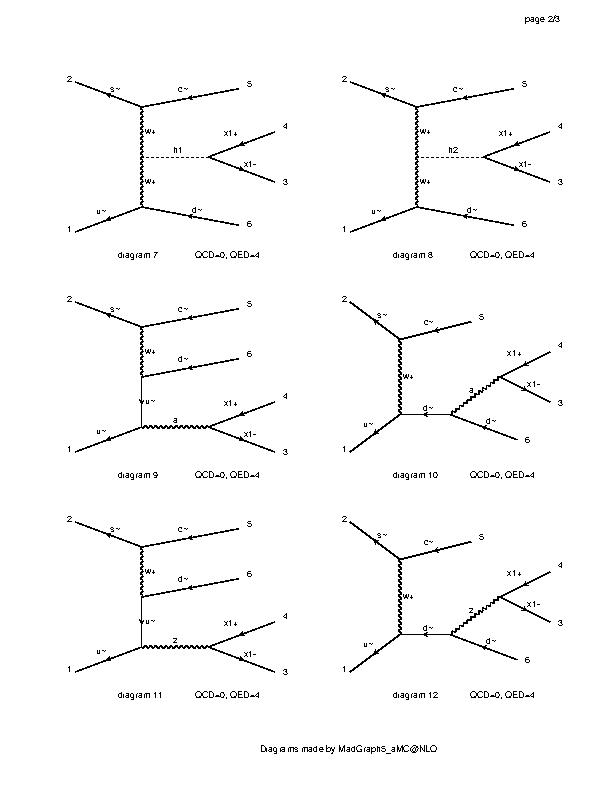 page 2/3
2 s~ c~ 5
w+
x1+ 4
h1
w+ x1- 3
u~ d~
1 6
diagram 7 QCD=0, QED=4
2 s~ c~ 5
w+
x1+ 4
h2
w+ x1- 3
u~ d~
1 6
diagram 8 QCD=0, QED=4
2 s~ c~ 5
w+ d~ 6
u~ x1+ 4
u~ a
1 x1- 3
diagram 9 QCD=0, QED=4
2 s~ c~ 5
x1+ 4
w+ a
x1- 3
d~
u~ d~ 6
1
diagram 10 QCD=0, QED=4
2 s~ c~ 5
w+ d~ 6
u~ x1+ 4
u~ z
1 x1- 3
diagram 11 QCD=0, QED=4
2 s~ c~ 5
x1+ 4
w+ z
x1- 3
d~
u~ d~ 6
1
diagram 12 QCD=0, QED=4
Diagrams made by MadGraph5_aMC@NLO